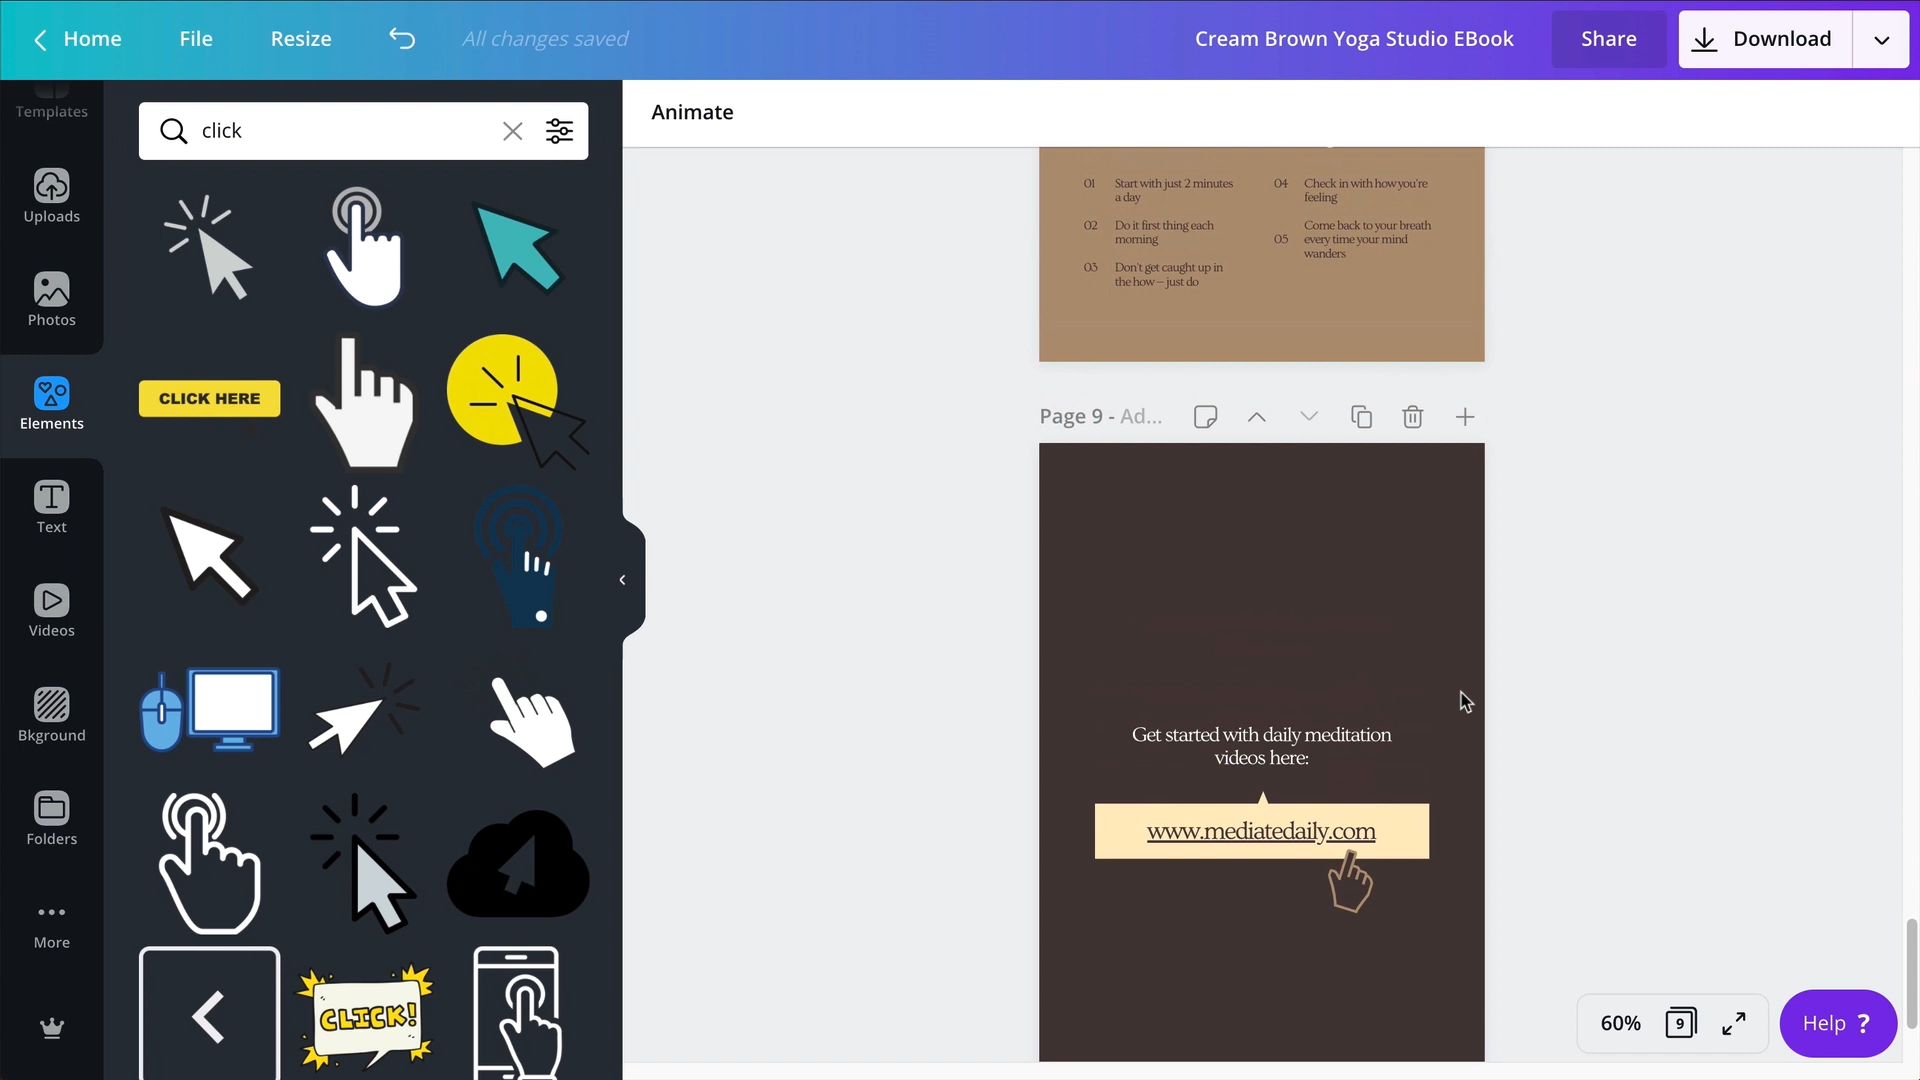 Home
File
Resize
All changes saved
Cream Brown Yoga Studio EBook
Share
Download
Templates
Uploads
Photos
Elements
Text
Videos
Bkground
Folders
More
click
CLICK HERE
CLICK!
Animate
01 Start with just 2 minutes
a day
02 Do it first thing each
morning
03 Don't get caught up in
the how – just do
04 Check in with how you're
feeling
05 Come back to your breath
every time your mind
wanders
Page 9 - Ad...
Get started with daily meditation
videos here:
www.mediatedaily.com
60%
9
Help ?